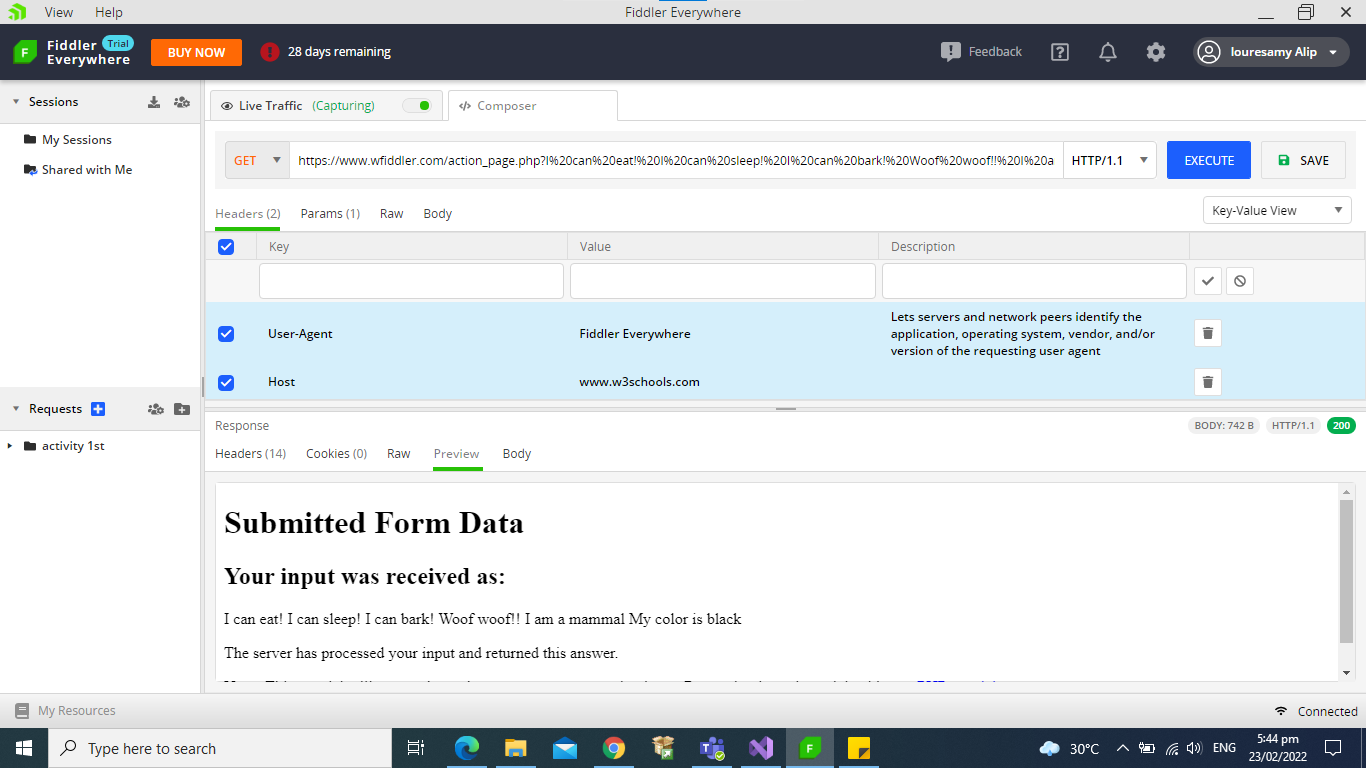 View Help Fiddler Everywhere
Fiddler Everywhere Trial BUY NOW 28 days remaining Feedback louresamy Alip
Sessions
My Sessions
Shared with Me
Requests
activity 1st
Live Traffic (Capturing) Composer
GET https://www.wfiddler.com/action_page.php?I%20can%20eat!%20I%20can%20sleep!%20I%20can%20bark!%20Woof%20woof!!%20I%20a HTTP/1.1 EXECUTE SAVE
Headers (2) Params (1) Raw Body Key-Value View
Key Value Description
User-Agent Fiddler Everywhere Lets servers and network peers identify the
application, operating system, vendor, and/or
version of the requesting user agent
Host www.w3schools.com
Response BODY: 742 B HTTP/1.1 200
Headers (14) Cookies (0) Raw Preview Body
Submitted Form Data
Your input was received as:
I can eat! I can sleep! I can bark! Woof woof!! I am a mammal My color is black
The server has processed your input and returned this answer.
My Resources Connected
Type here to search 30°C ENG 5:44 pm
23/02/2022